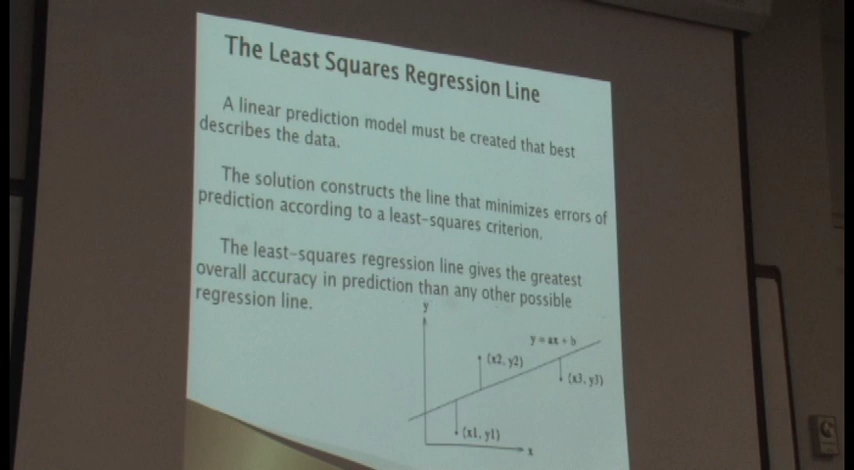 The Least Squares Regression Line
A linear prediction model must be created that best
describes the data.
The solution constructs the line that minimizes errors of
prediction according to a least-squares criterion.
The least-squares regression line gives the greatest
overall accuracy in prediction than any other possible
regression line.
y
y = ax + b
(x2, y2)
(x3, y3)
(x1, y1)
x